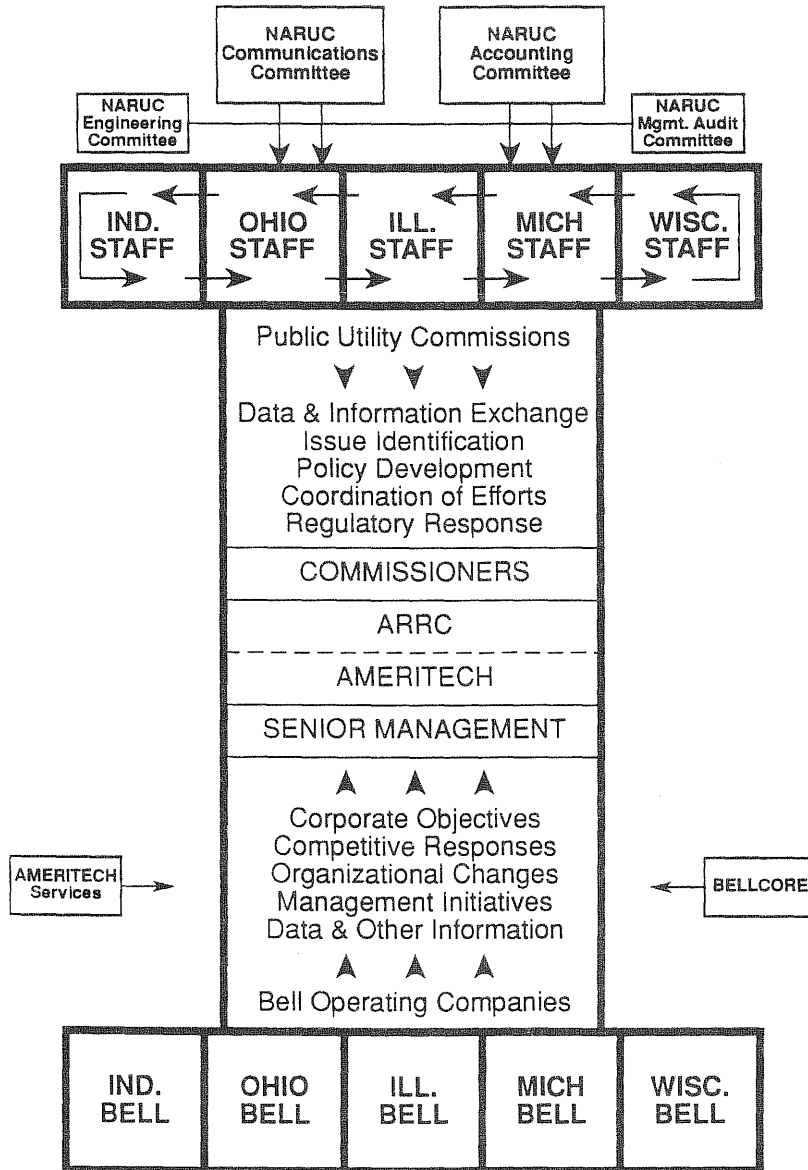 NARUC
Communications
Committee
NARUC
Accounting
Committee
NARUC
Engineering
Committee
NARUC
Mgmt. Audit
Committee
IND.
STAFF
OHIO
STAFF
ILL.
STAFF
MICH
STAFF
WISC.
STAFF
Public Utility Commissions
Data & Information Exchange
Issue Identification
Policy Development
Coordination of Efforts
Regulatory Response
COMMISSIONERS
ARRC
AMERITECH
SENIOR MANAGEMENT
Corporate Objectives
Competitive Responses
Organizational Changes
Management Initiatives
Data & Other Information
AMERITECH
Services
BELLCORE
Bell Operating Companies
IND.
BELL
OHIO
BELL
ILL.
BELL
MICH
BELL
WISC.
BELL